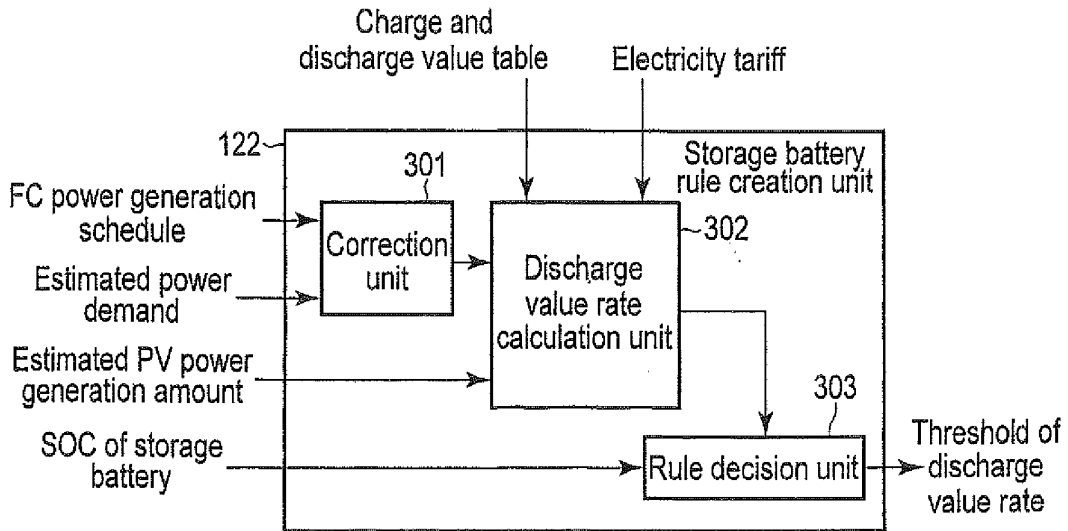 Charge and
discharge value table
Electricity tariff
122
Storage battery
rule creation unit
301
FC power generation
schedule
Correction
unit
302
Estimated power
demand
Discharge
value rate
calculation unit
Estimated PV power
generation amount
303
SOC of storage
battery
Rule decision unit
Threshold of
discharge
value rate